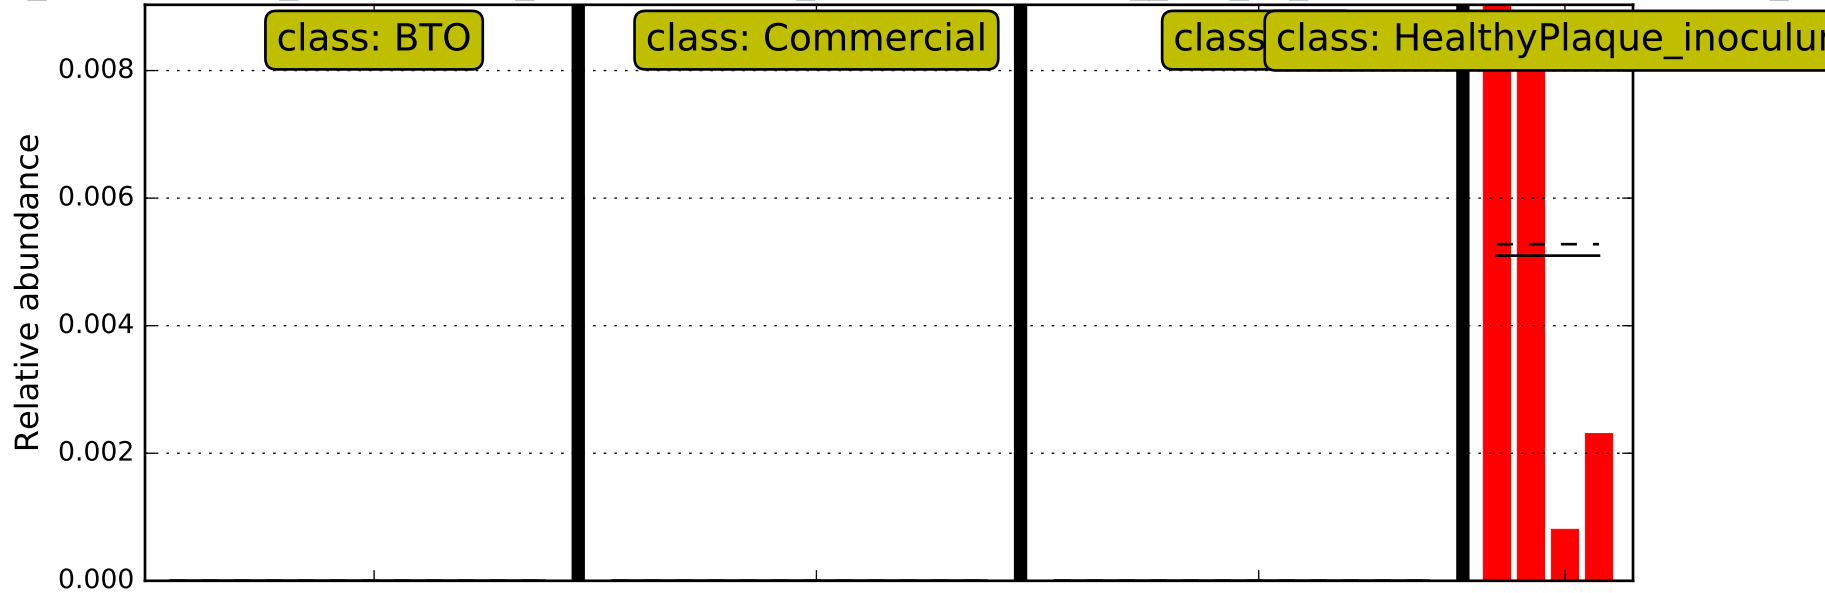 class: BTO
class: Commercial
class
class: HealthyPlaque_inoculu
Relative abundance
0.008
0.006
0.004
0.002
0.000